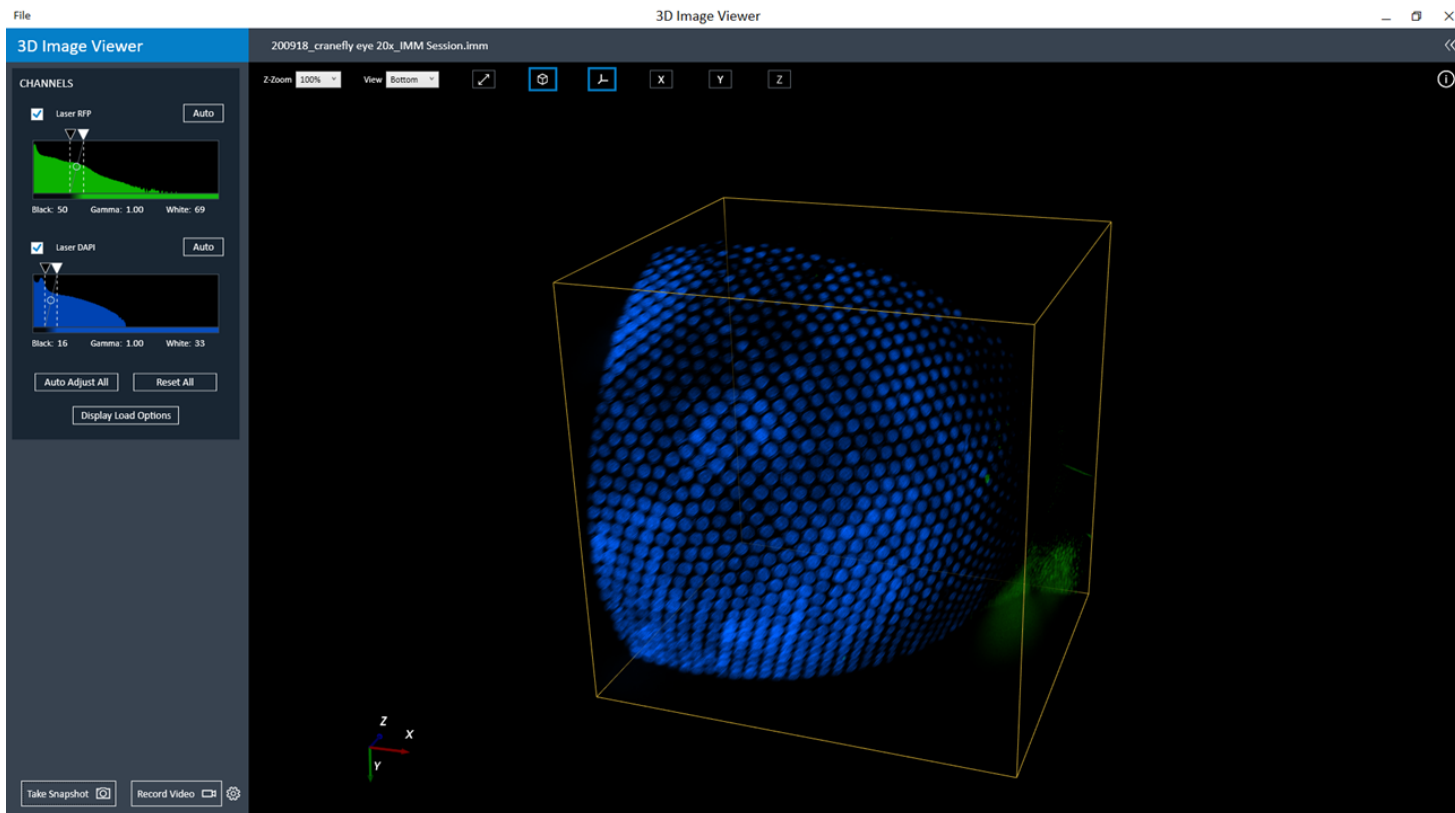 File
3D Image Viewer
3D Image Viewer
200918_cranefly eye 20x_IMM Session.imm
Z-Zoom 100% View Bottom X Y Z
CHANNELS
Laser RFP Auto
Black: 50 Gamma: 1.00 White: 69
Laser DAPI Auto
Black: 16 Gamma: 1.00 White: 33
Auto Adjust All Reset All
Display Load Options
Z
X
Y
Take Snapshot Record Video